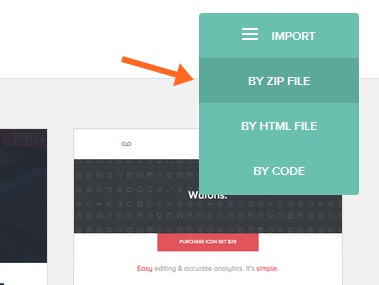 IMPORT
BY ZIP FILE
BY HTML FILE
BY CODE
PSD
Wulons.
PURCHASE ICON SET $29
Easy editing & accurate analytics. It's simple.